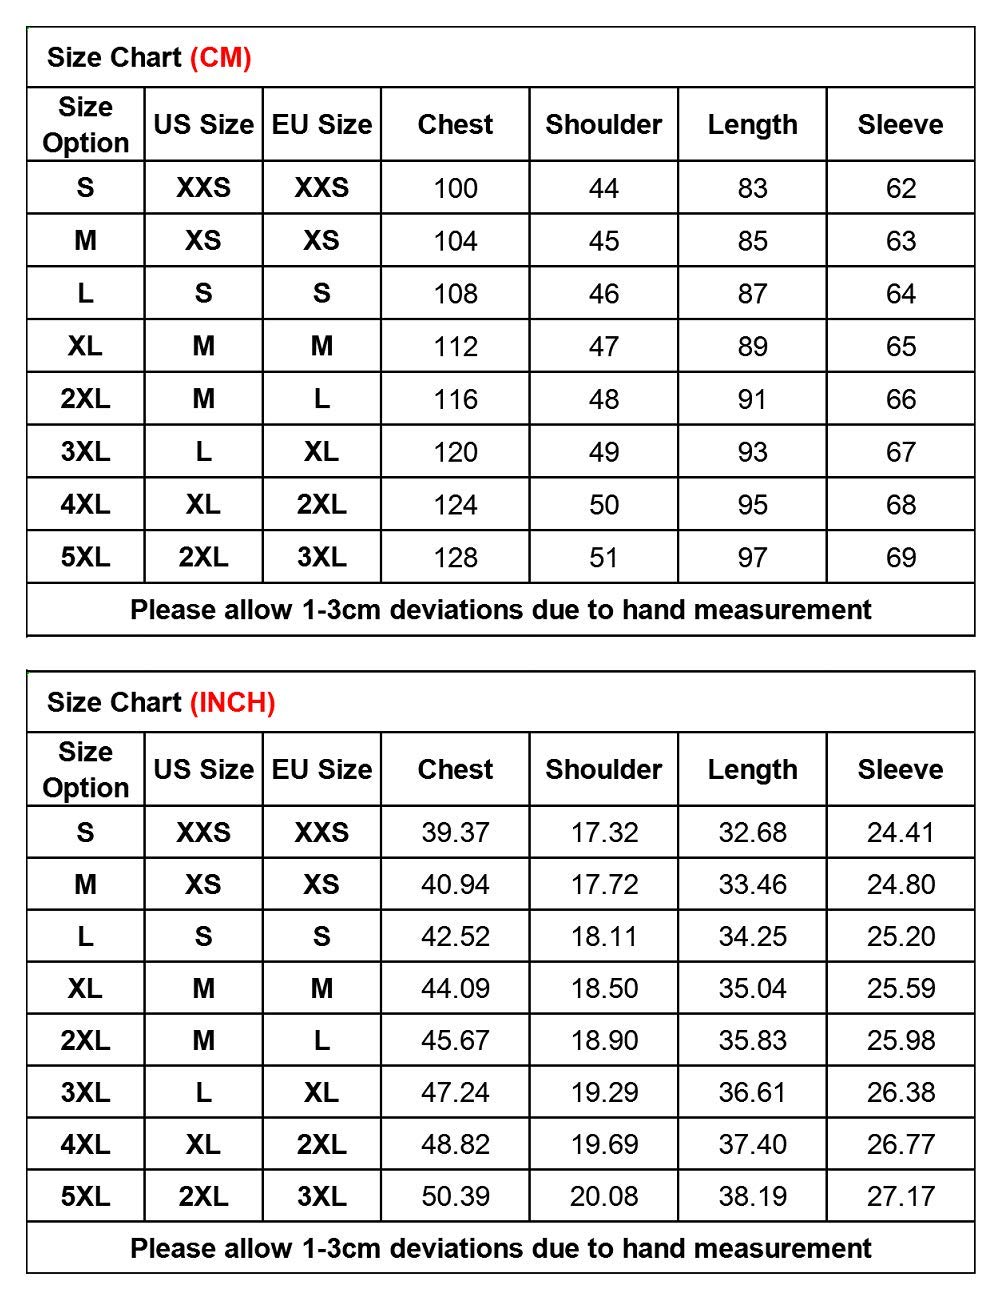 Size Chart (CM)
Size Option US Size EU Size Chest Shoulder Length Sleeve
S XXS XXS 100 44 83 62
M XS XS 104 45 85 63
L S S 108 46 87 64
XL M M 112 47 89 65
2XL M L 116 48 91 66
3XL L XL 120 49 93 67
4XL XL 2XL 124 50 95 68
5XL 2XL 3XL 128 51 97 69
Please allow 1-3cm deviations due to hand measurement
Size Chart (INCH)
Size Option US Size EU Size Chest Shoulder Length Sleeve
S XXS XXS 39.37 17.32 32.68 24.41
M XS XS 40.94 17.72 33.46 24.80
L S S 42.52 18.11 34.25 25.20
XL M M 44.09 18.50 35.04 25.59
2XL M L 45.67 18.90 35.83 25.98
3XL L XL 47.24 19.29 36.61 26.38
4XL XL 2XL 48.82 19.69 37.40 26.77
5XL 2XL 3XL 50.39 20.08 38.19 27.17
Please allow 1-3cm deviations due to hand measurement